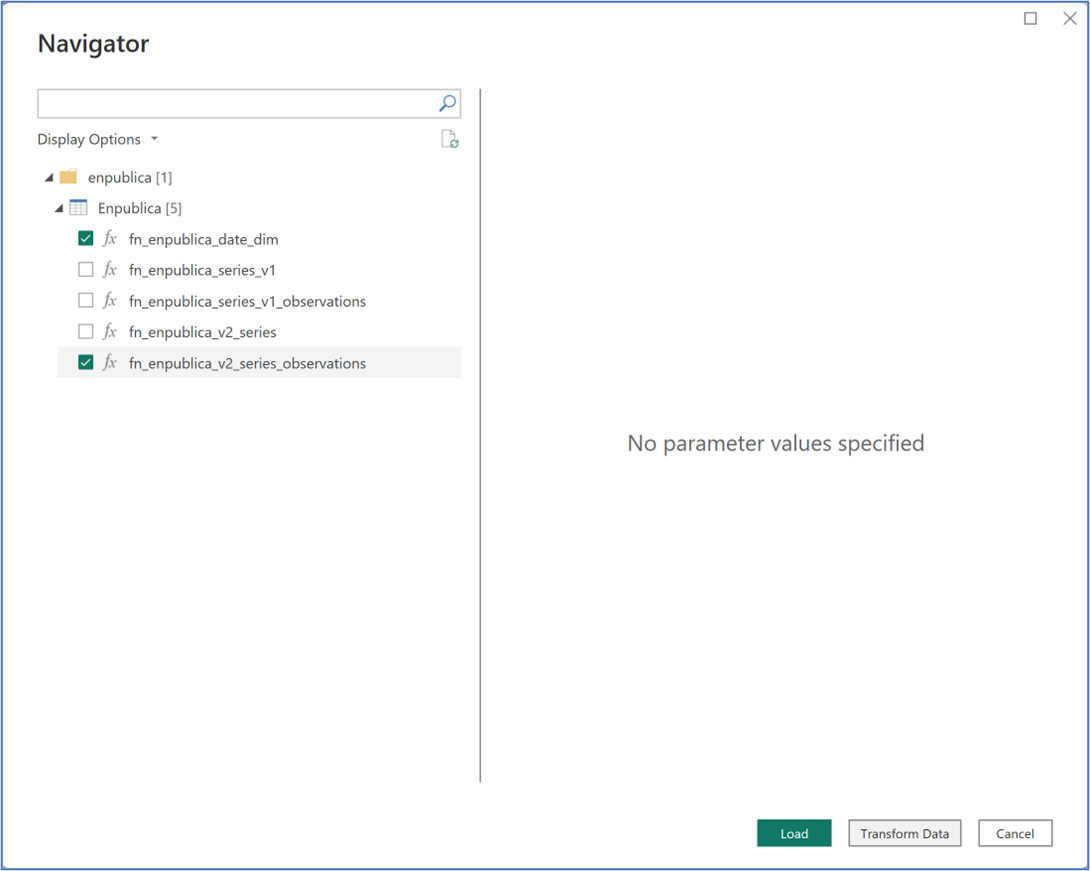 Navigator
Display Options
enpublica [1]
Enpublica [5]
fx fn_enpublica_date_dim
fx fn_enpublica_series_v1
fx fn_enpublica_series_v1_observations
fx fn_enpublica_v2_series
fx fn_enpublica_v2_series_observations
No parameter values specified
Load Transform Data Cancel